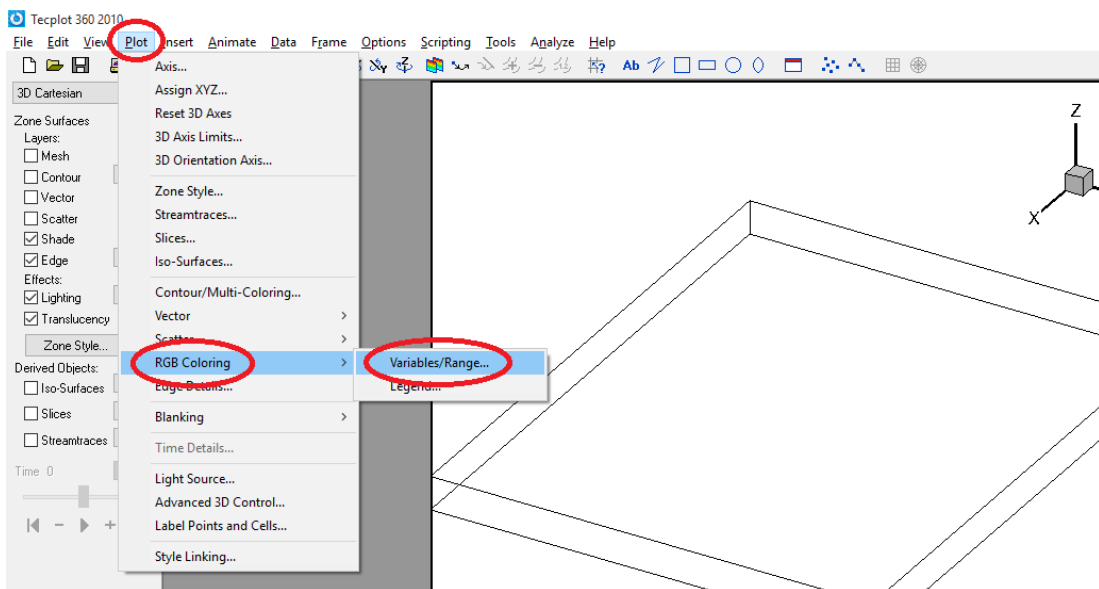 Tecplot 360 2010
File Edit View Plot Insert Animate Data Frame Options Scripting Tools Analyze Help
Ab
3D Cartesian
Zone Surfaces
Layers:
Mesh
Contour
Vector
Scatter
Shade
Edge
Effects:
Lighting
Translucency
Zone Style...
Derived Objects:
Iso-Surfaces
Slices
Streamtraces
Time 0
Axis...
Assign XYZ...
Reset 3D Axes
3D Axis Limits...
3D Orientation Axis...
Zone Style...
Streamtraces...
Slices...
Iso-Surfaces...
Contour/Multi-Coloring...
Vector
Scatter
RGB Coloring
Edge Details...
Blanking
Time Details...
Light Source...
Advanced 3D Control...
Label Points and Cells...
Style Linking...
Variables/Range...
Legend...
Z
X